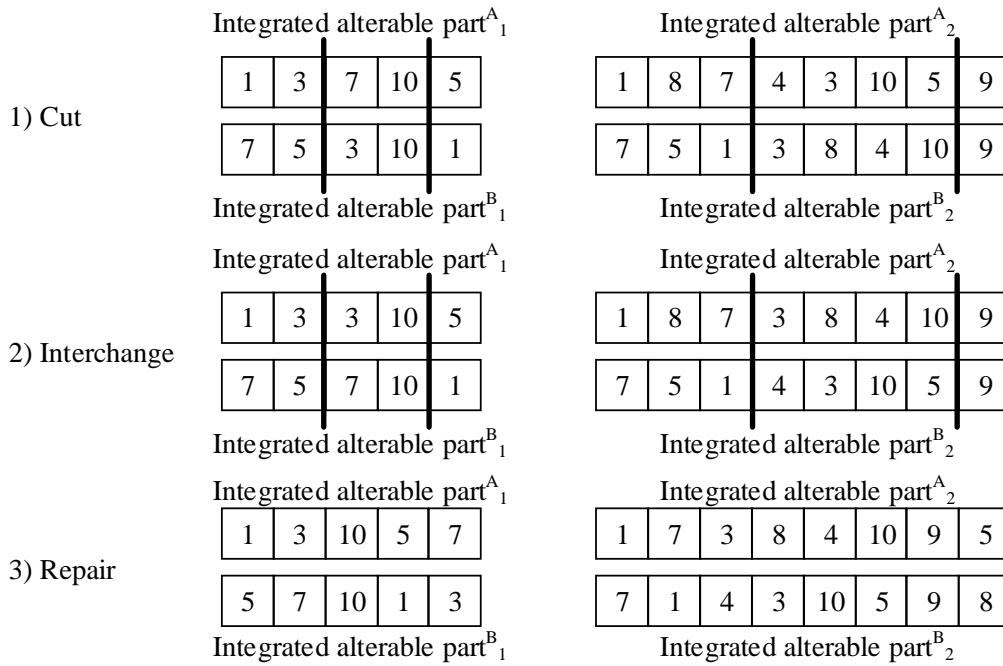 Integrated alterable part^A_1 Integrated alterable part^A_2
1 3 7 10 5 1 8 7 4 3 10 5 9
1) Cut
7 5 3 10 1 7 5 1 3 8 4 10 9
Integrated alterable part^B_1 Integrated alterable part^B_2
Integrated alterable part^A_1 Integrated alterable part^A_2
1 3 3 10 5 1 8 7 3 8 4 10 9
2) Interchange
7 5 7 10 1 7 5 1 4 3 10 5 9
Integrated alterable part^B_1 Integrated alterable part^B_2
Integrated alterable part^A_1 Integrated alterable part^A_2
1 3 10 5 7 1 7 3 8 4 10 9 5
3) Repair
5 7 10 1 3 7 1 4 3 10 5 9 8
Integrated alterable part^B_1 Integrated alterable part^B_2